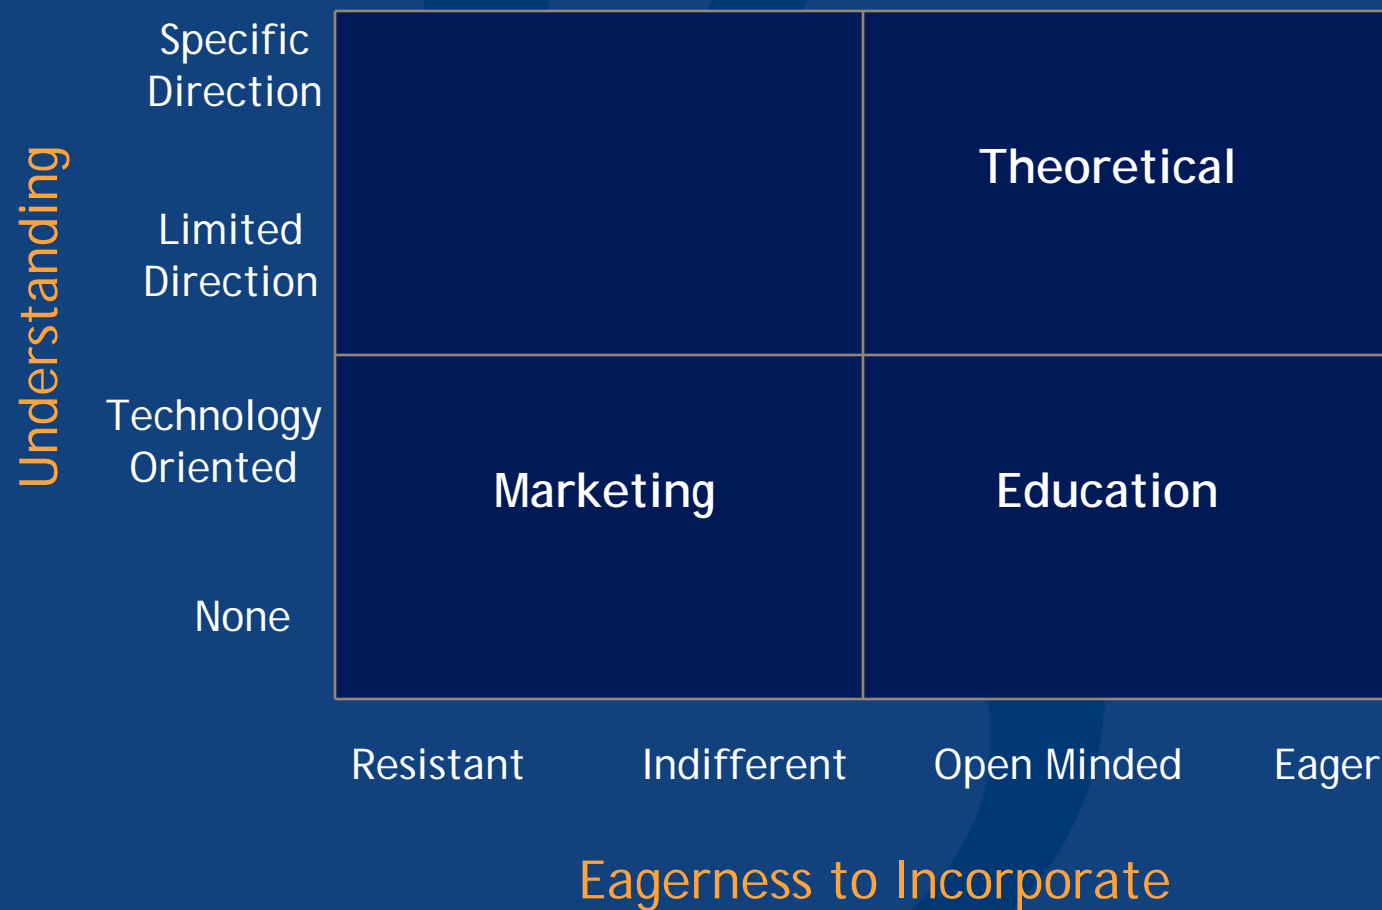 Specific
Direction
Theoretical
Understanding
Limited
Direction
Technology
Oriented
Marketing
Education
None
Resistant
Indifferent
Open Minded
Eager
Eagerness to Incorporate